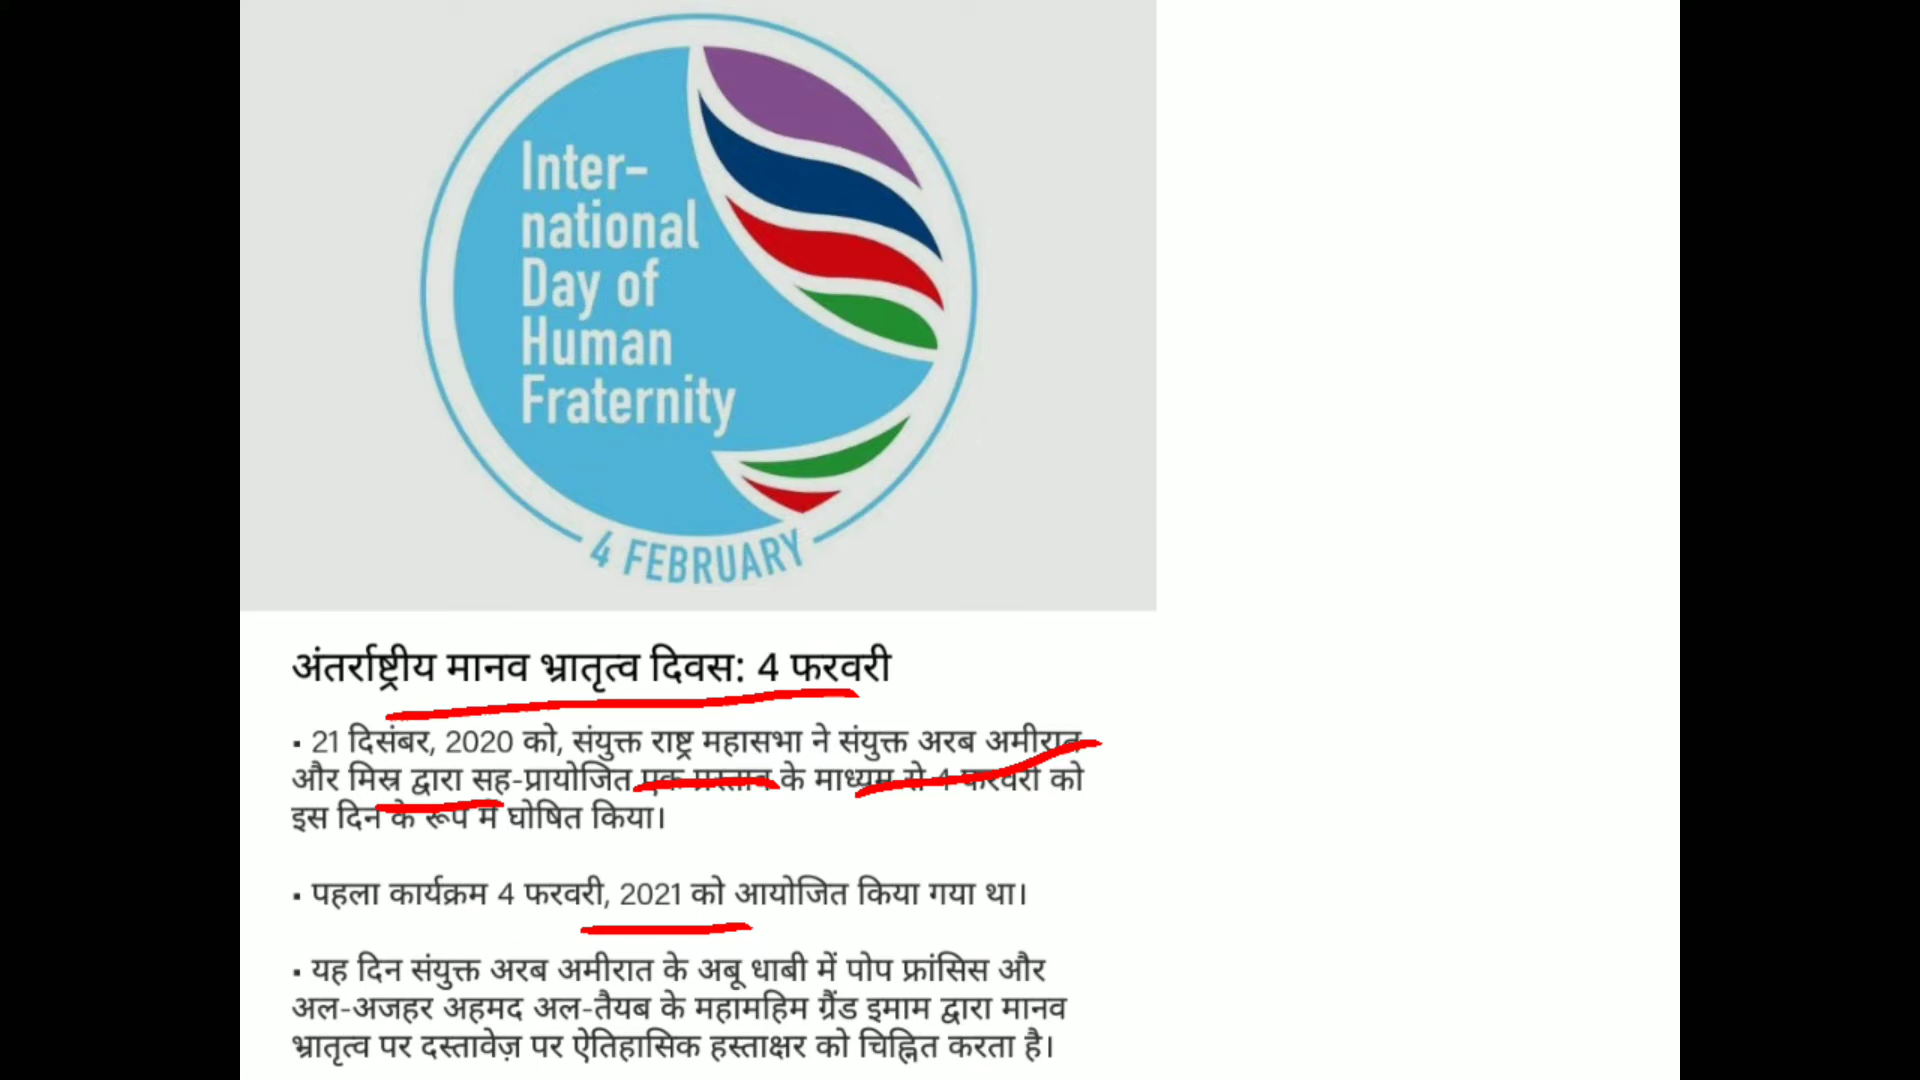 Inter-
national
Day of
Human
Fraternity
4 FEBRUARY
अंतर्राष्ट्रीय मानव भ्रातृत्व दिवस: 4 फरवरी
▪ 21 दिसंबर, 2020 को, संयुक्त राष्ट्र महासभा ने संयुक्त अरब अमीरात
और मिस्र द्वारा सह-प्रायोजित एक प्रस्ताव के माध्यम से 4 फरवरी को
इस दिन के रूप में घोषित किया।
▪ पहला कार्यक्रम 4 फरवरी, 2021 को आयोजित किया गया था।
▪ यह दिन संयुक्त अरब अमीरात के अबू धाबी में पोप फ्रांसिस और
अल-अजहर अहमद अल-तैयब के महामहिम ग्रैंड इमाम द्वारा मानव
भ्रातृत्व पर दस्तावेज़ पर ऐतिहासिक हस्ताक्षर को चिह्नित करता है।